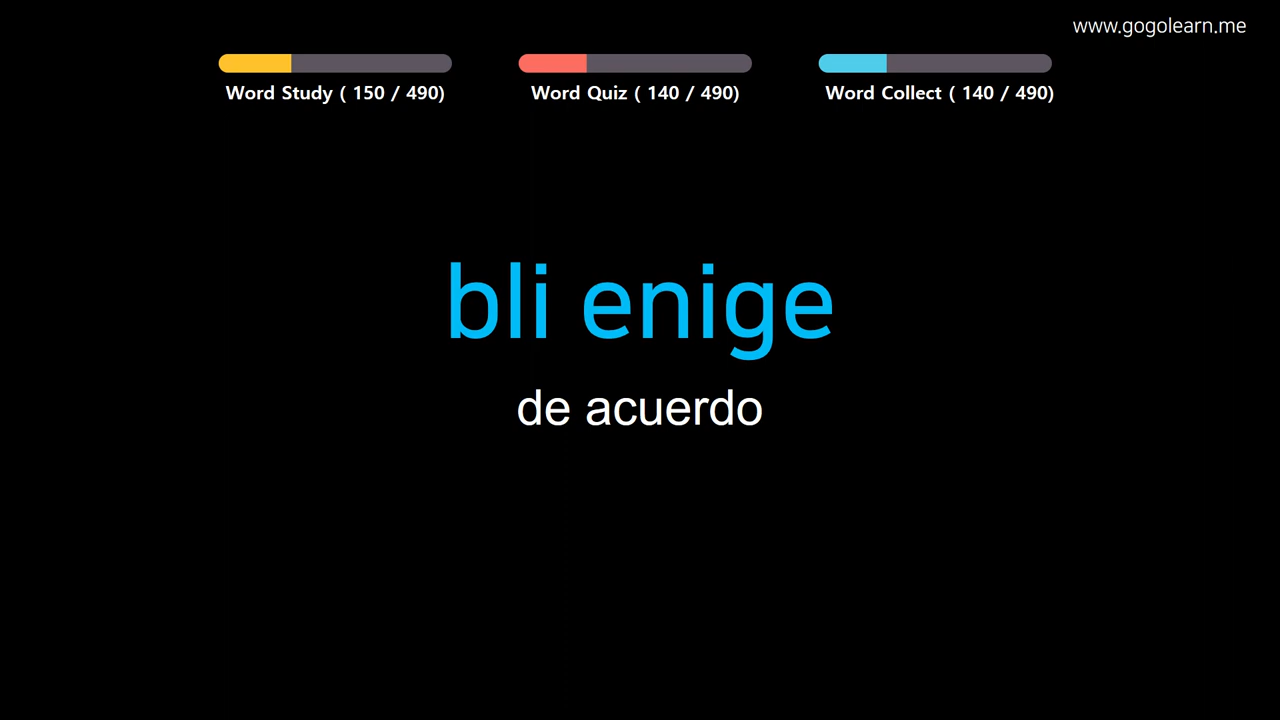 www.gogolearn.me
Word Study ( 150 / 490)
Word Quiz ( 140 / 490)
Word Collect ( 140 / 490)
bli enige
de acuerdo